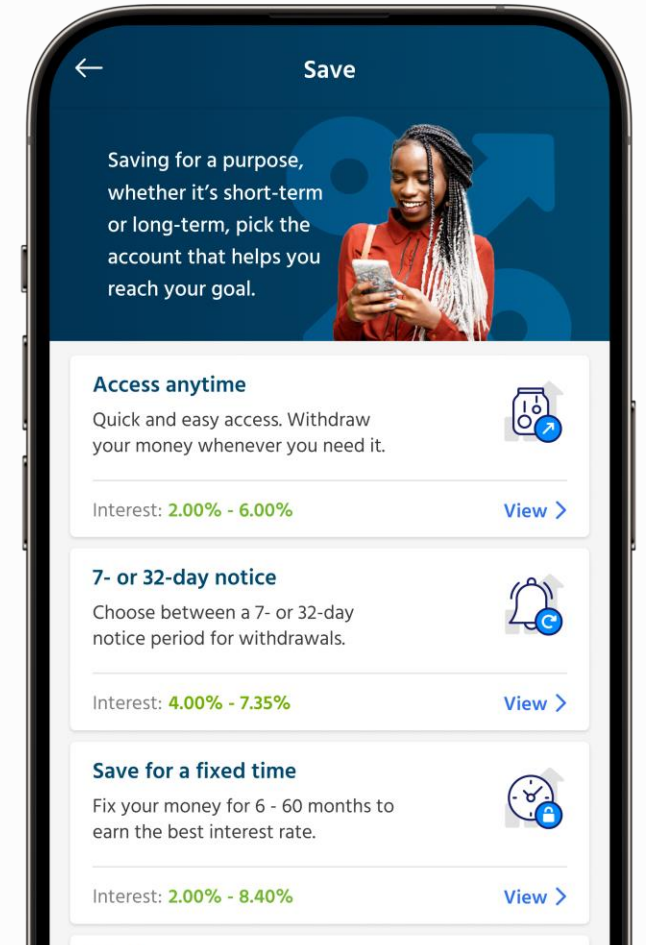 Save
Saving for a purpose,
whether it's short-term
or long-term, pick the
account that helps you
reach your goal.
Access anytime
Quick and easy access. Withdraw
your money whenever you need it.
Interest: 2.00% - 6.00%
View
7- or 32-day notice
Choose between a 7- or 32-day
notice period for withdrawals.
Interest: 4.00% - 7.35%
View
Save for a fixed time
Fix your money for 6 - 60 months to
earn the best interest rate.
Interest: 2.00% - 8.40%
View